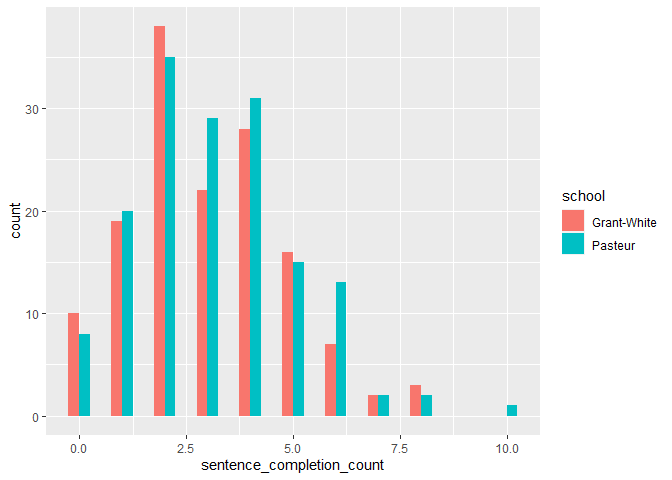 30
20
10
0
count
0.0 2.5 5.0 7.5 10.0
sentence_completion_count
school
Grant-White
Pasteur